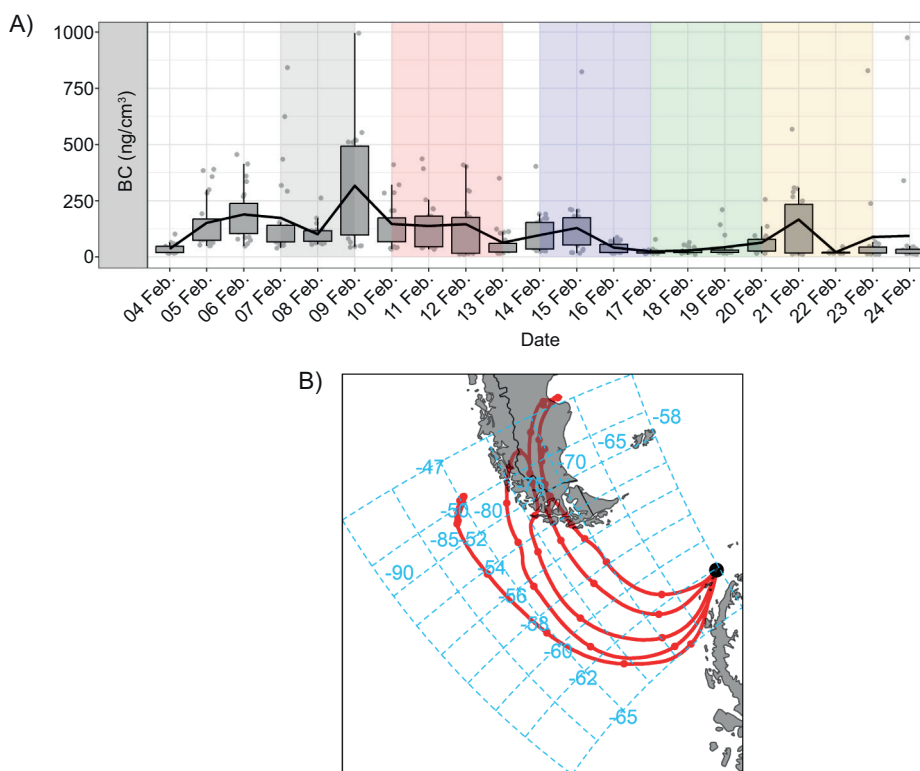 A)
BC (ng/cm³)
1000
750
500
250
0
04 Feb.
05 Feb.
06 Feb.
07 Feb.
08 Feb.
09 Feb.
10 Feb.
11 Feb.
12 Feb.
13 Feb.
14 Feb.
15 Feb.
16 Feb.
17 Feb.
18 Feb.
19 Feb.
20 Feb.
21 Feb.
22 Feb.
23 Feb.
24 Feb.
Date
B)
-58
-65
-70
-47
-50
-80
-85
-52
-90
-54
-56
-58
-60
-62
-65